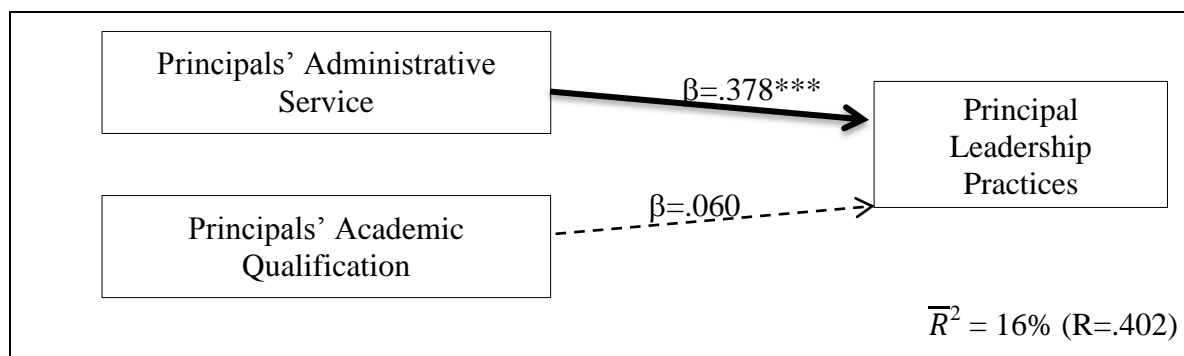 Principals’ Administrative
Service
β=.378***
Principal
Leadership
Practices
Principals’ Academic
Qualification
β=.060
R̅² = 16% (R=.402)